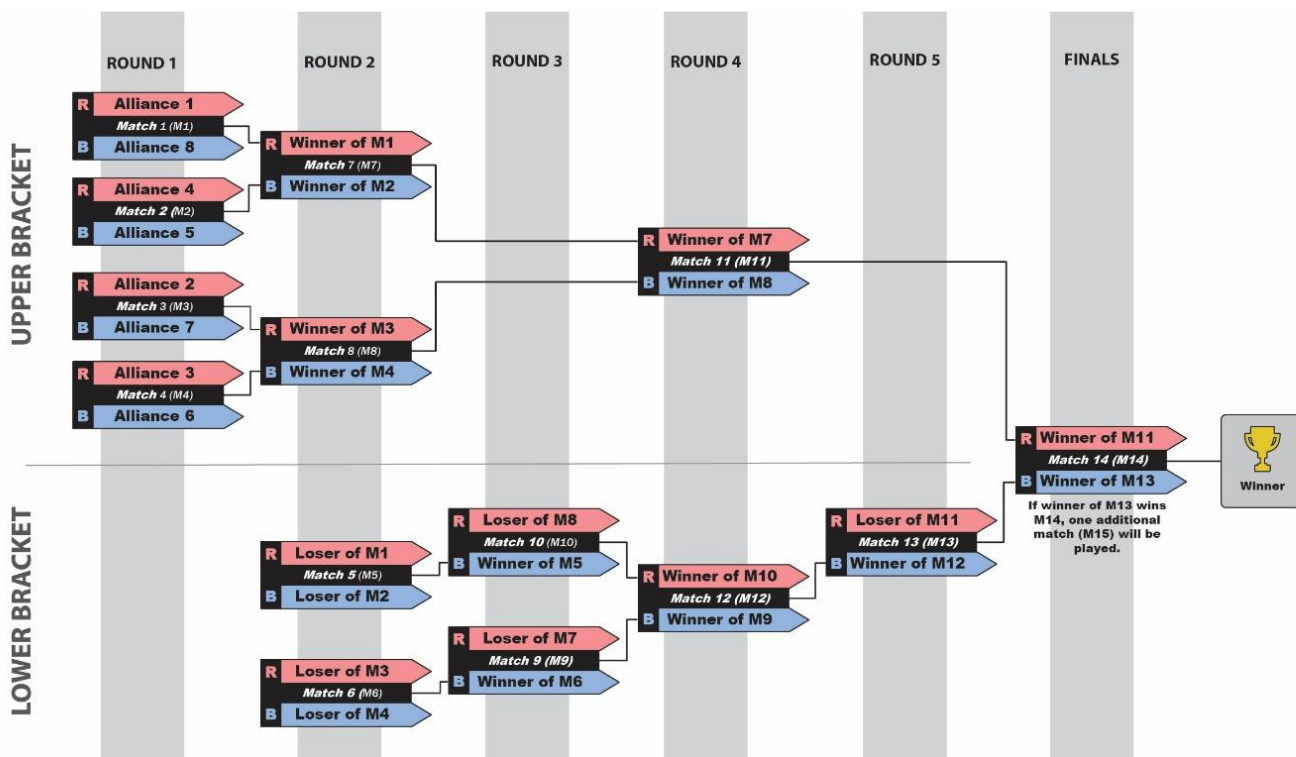 ROUND 1
ROUND 2
ROUND 3
ROUND 4
ROUND 5
FINALS
UPPER BRACKET
R Alliance 1
Match 1 (M1)
B Alliance 8
R Alliance 4
Match 2 (M2)
B Alliance 5
R Alliance 2
Match 3 (M3)
B Alliance 7
R Alliance 3
Match 4 (M4)
B Alliance 6
R Winner of M1
Match 7 (M7)
B Winner of M2
R Winner of M3
Match 8 (M8)
B Winner of M4
R Winner of M7
Match 11 (M11)
B Winner of M8
R Winner of M11
Match 14 (M14)
B Winner of M13
If winner of M13 wins
M14, one additional
match (M15) will be
played.
Winner
LOWER BRACKET
R Loser of M1
Match 5 (M5)
B Loser of M2
R Loser of M3
Match 6 (M6)
B Loser of M4
R Loser of M8
Match 10 (M10)
B Winner of M5
R Loser of M7
Match 9 (M9)
B Winner of M6
R Winner of M10
Match 12 (M12)
B Winner of M9
R Loser of M11
Match 13 (M13)
B Winner of M12